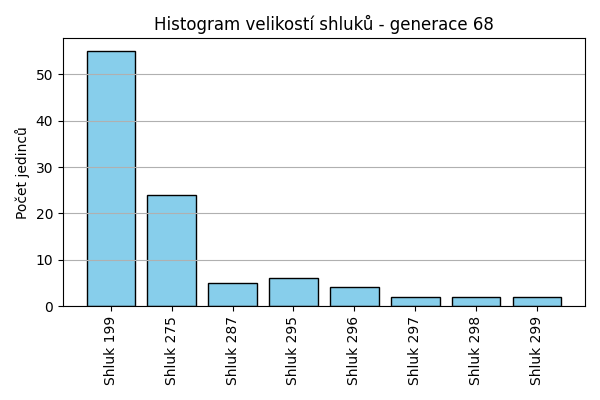 Histogram velikostí shluků - generace 68
Počet jedinců
50
40
30
20
10
0
Shluk 199
Shluk 275
Shluk 287
Shluk 295
Shluk 296
Shluk 297
Shluk 298
Shluk 299